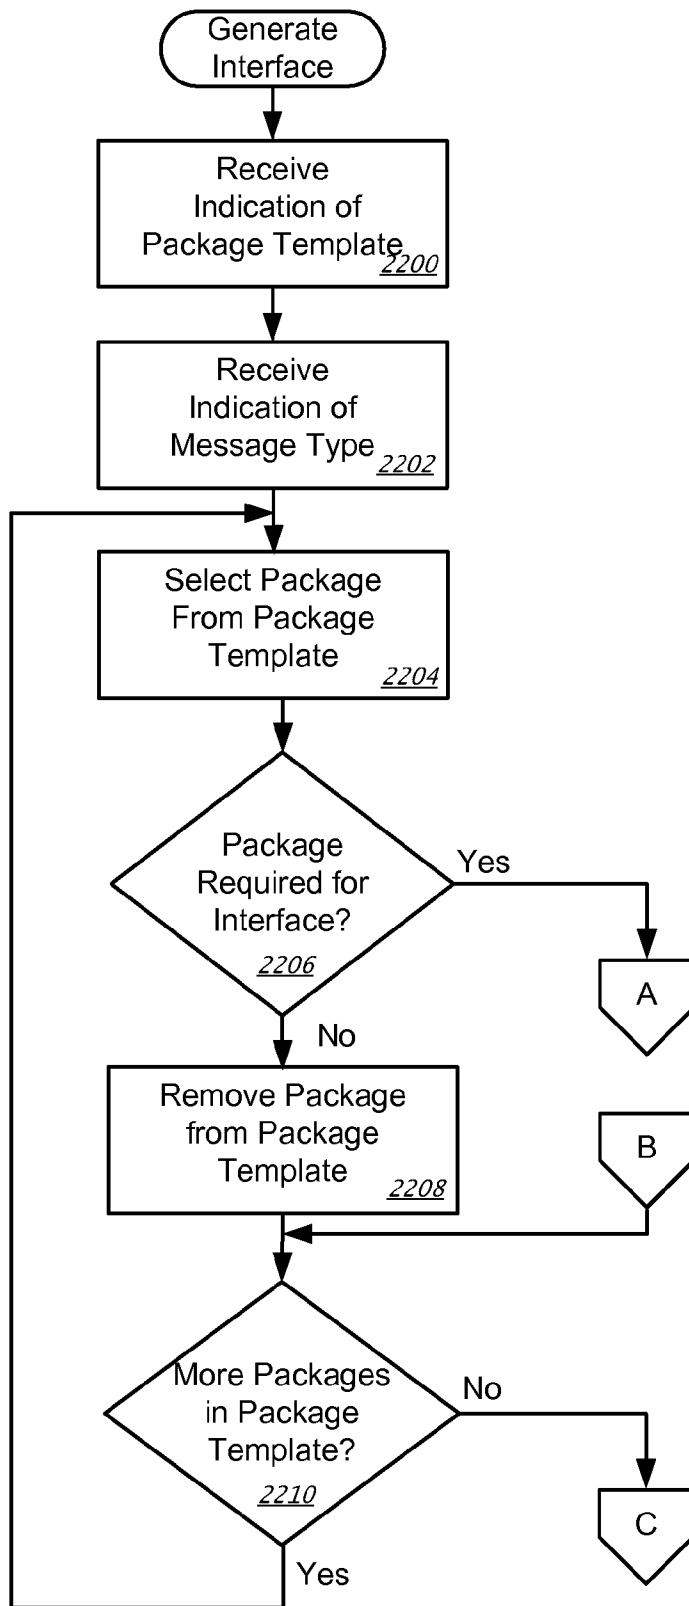 Generate
Interface
Receive
Indication of
Package Template
2200
Receive
Indication of
Message Type
2202
Select Package
From Package
Template
2204
Package
Required for
Interface?
2206
Yes
A
No
Remove Package
from Package
Template
2208
B
More Packages
in Package
Template?
2210
No
C
Yes